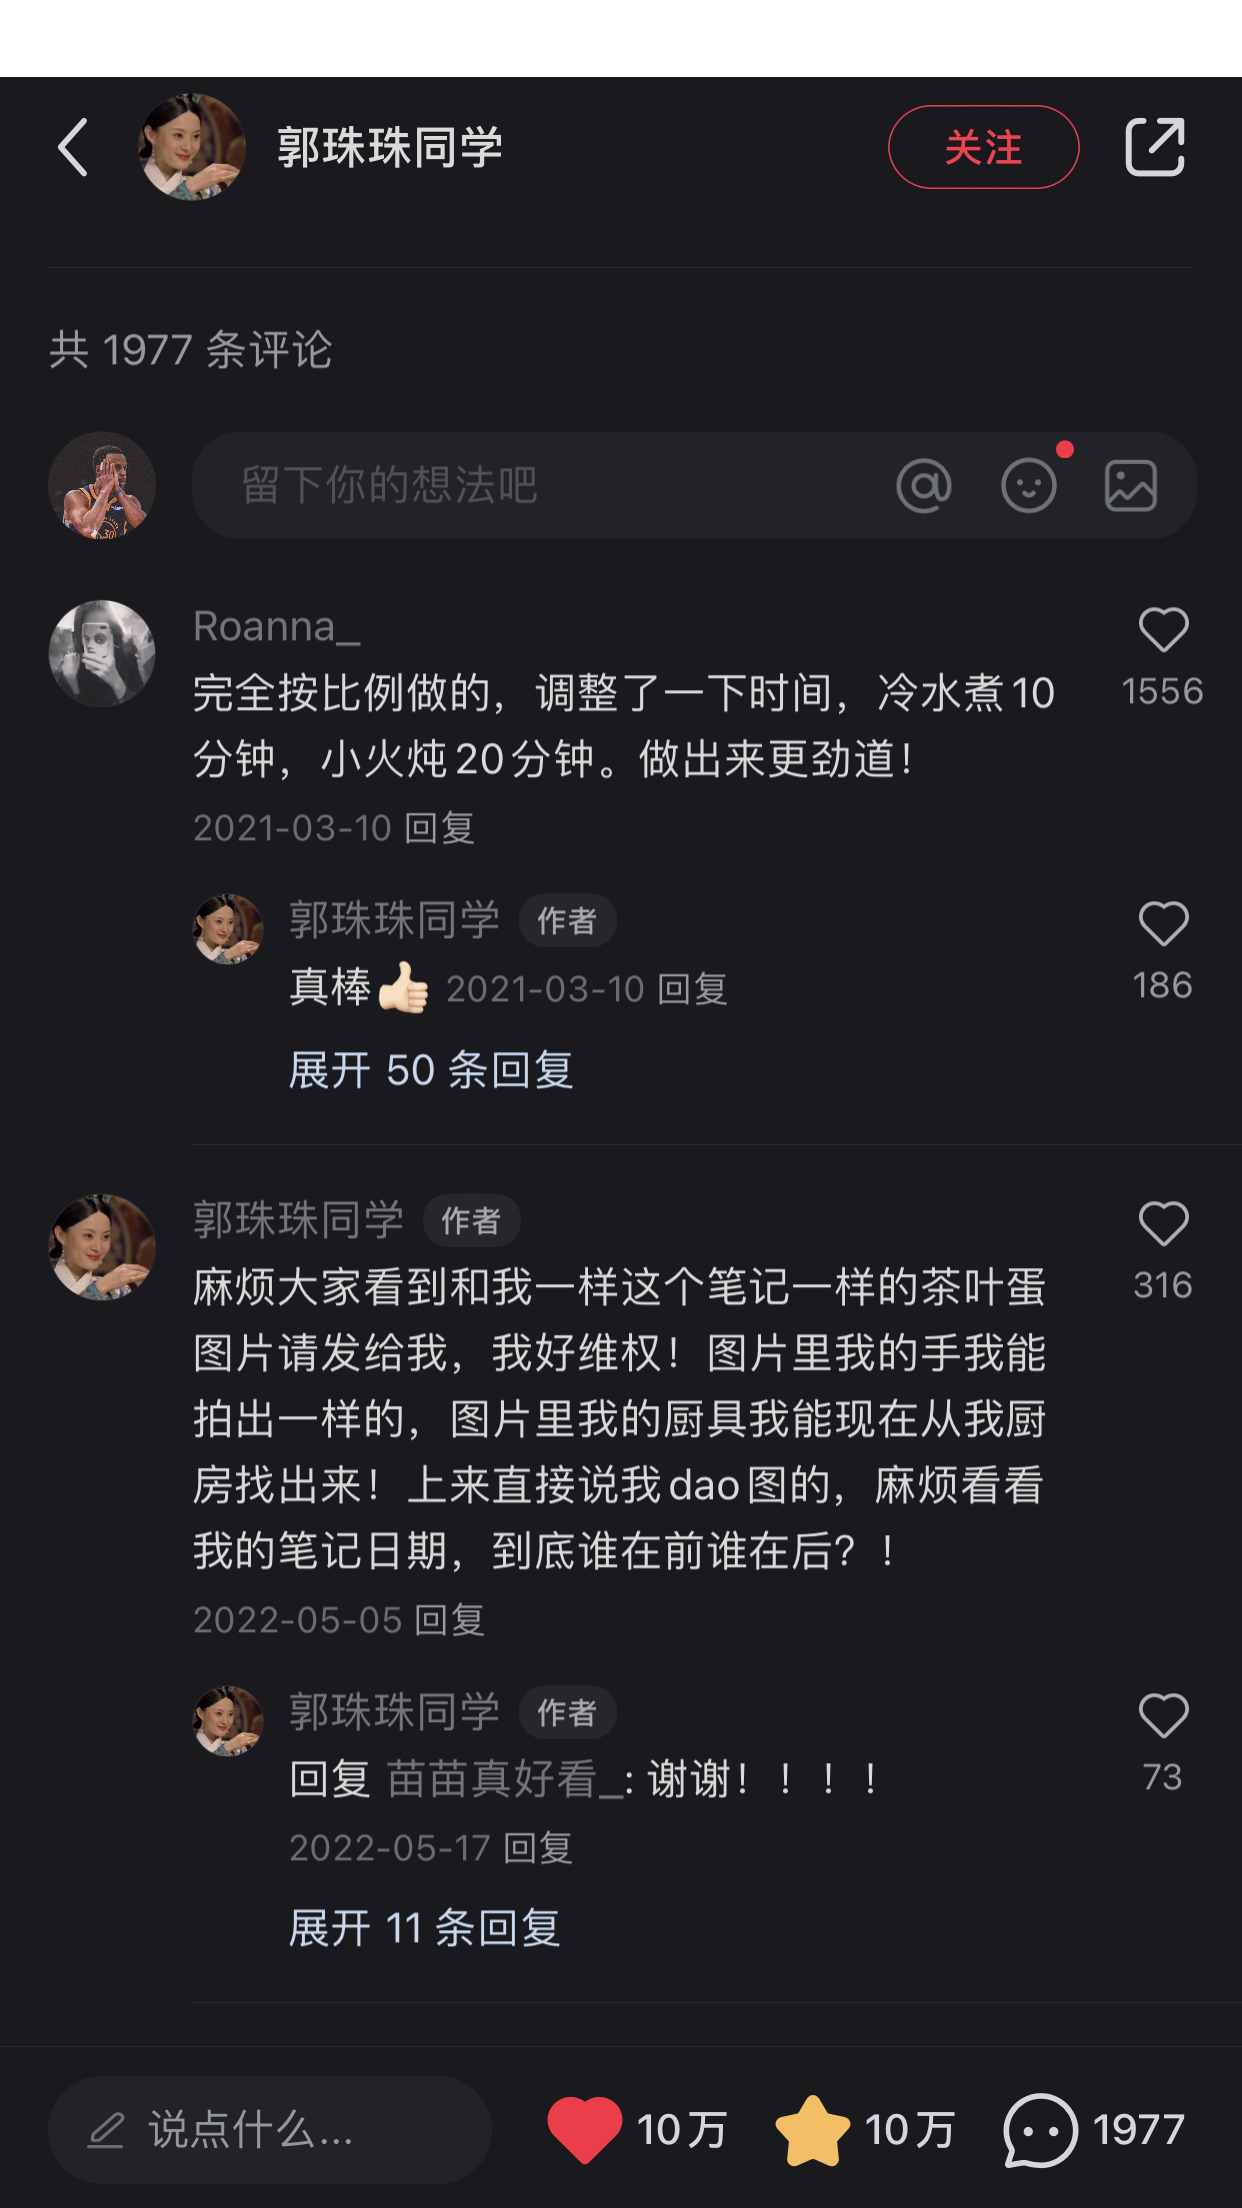 郭珠珠同学
关注
共 1977 条评论
留下你的想法吧
Roanna_
完全按比例做的，调整了一下时间，冷水煮10
分钟，小火炖20分钟。做出来更劲道！
1556
2021-03-10 回复
郭珠珠同学 作者
真棒👍🏻 2021-03-10 回复
186
展开 50 条回复
郭珠珠同学 作者
麻烦大家看到和我一样这个笔记一样的茶叶蛋
316
图片请发给我，我好维权！图片里我的手我能
拍出一样的，图片里我的厨具我能现在从我厨
房找出来！上来直接说我dao图的，麻烦看看
我的笔记日期，到底谁在前谁在后？！
2022-05-05 回复
郭珠珠同学 作者
回复 苗苗真好看_: 谢谢！！！！
73
2022-05-17 回复
展开 11 条回复
说点什么... 10万 10万 1977